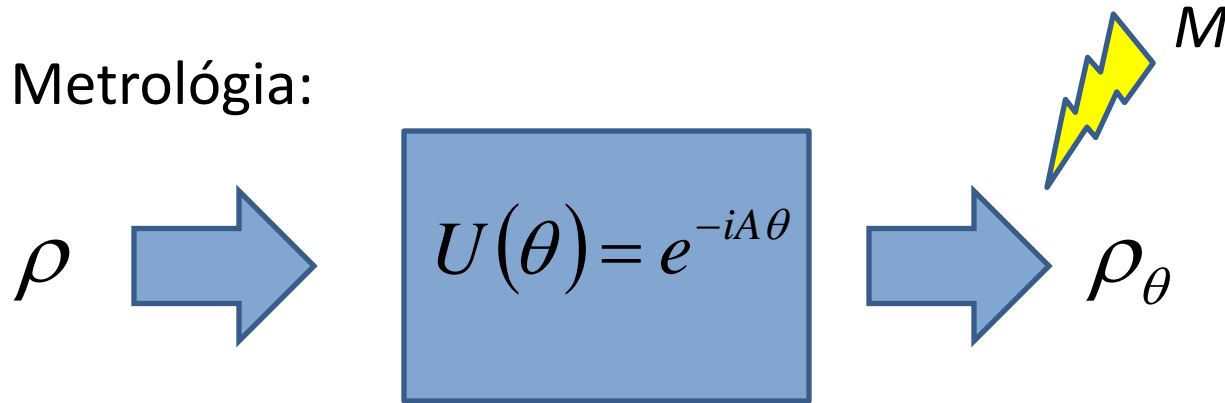 M
Metrológia:
ρ
U(θ) = e^{-iAθ}
ρ_θ